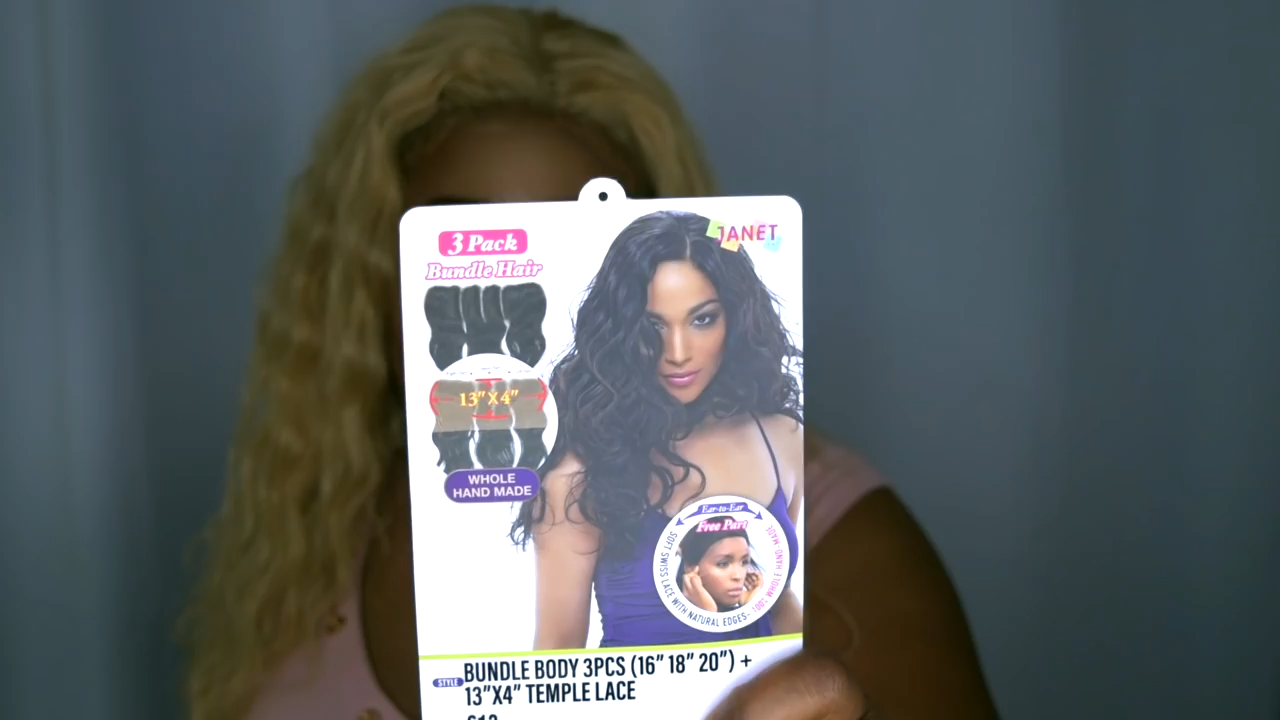 3 Pack
Bundle Hair
JANET
13"X4"
WHOLE
HAND MADE
Ear-to-Ear
Free Part
SOFT SWISS LACE WITH NATURAL EDGES- 100% WHOLE HAND-MADE
STYLE
BUNDLE BODY 3PCS (16" 18" 20") +
13"X4" TEMPLE LACE